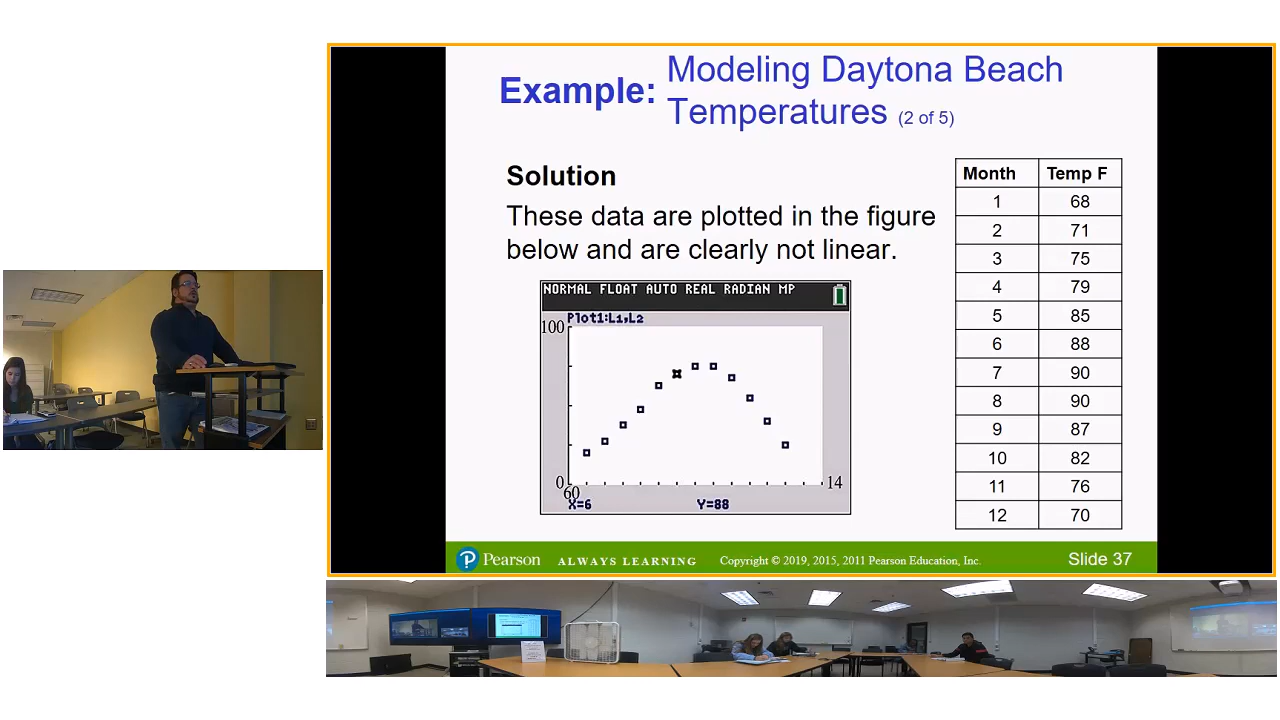 Example:
Modeling Daytona Beach
Temperatures (2 of 5)
Solution
These data are plotted in the figure
below and are clearly not linear.
NORMAL FLOAT AUTO REAL RADIAN MP
Plot1:L1,L2
100
0
60
14
X=6 Y=88
Month Temp F
1 68
2 71
3 75
4 79
5 85
6 88
7 90
8 90
9 87
10 82
11 76
12 70
Pearson ALWAYS LEARNING Copyright © 2019, 2015, 2011 Pearson Education, Inc. Slide 37